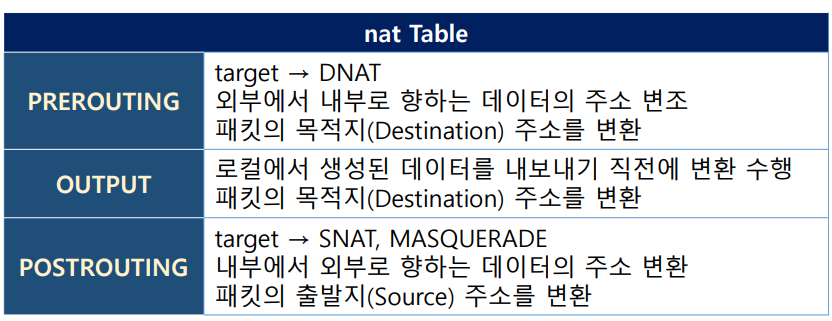 nat Table
PREROUTING
target → DNAT
외부에서 내부로 향하는 데이터의 주소 변조
패킷의 목적지(Destination) 주소를 변환
OUTPUT
로컬에서 생성된 데이터를 내보내기 직전에 변환 수행
패킷의 목적지(Destination) 주소를 변환
POSTROUTING
target → SNAT, MASQUERADE
내부에서 외부로 향하는 데이터의 주소 변환
패킷의 출발지(Source) 주소를 변환